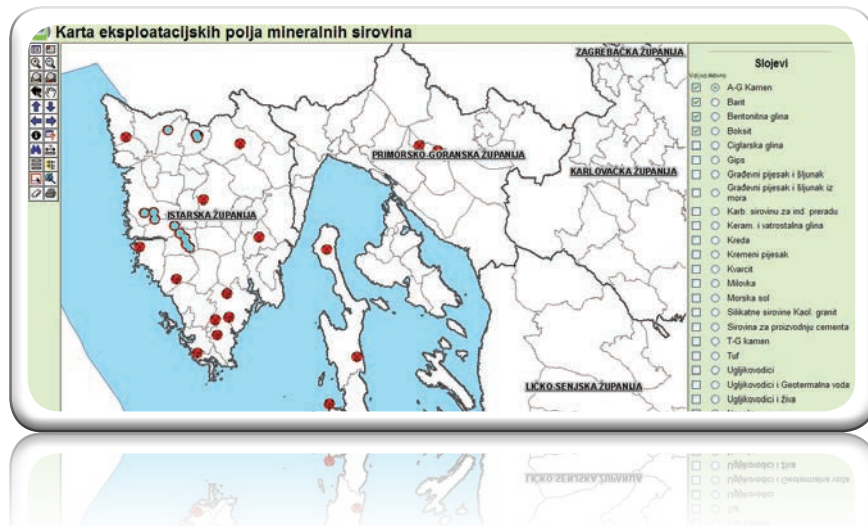 Karta eksploatacijskih polja mineralnih sirovina
ZAGREBAČKA ŽUPANIJA
PRIMORSKO-GORANSKA ŽUPANIJA
KARLOVAČKA ŽUPANIJA
ISTARSKA ŽUPANIJA
LIČKO-SENJSKA ŽUPANIJA
Slojevi
A-G Kamen
Barit
Bentonitna glina
Boksit
Ciglarska glina
Gips
Građevni pijesak i šljunak
Građevni pijesak i šljunak iz
mora
Karb. sirovinu za ind. preradu
Keram. i vatrostalna glina
Kreda
Kremeni pijesak
Kvarcit
Milovka
Morska sol
Silikatne sirovine Kaol. granit
Sirovina za proizvodnju cementa
T-G kamen
Tuf
Ugljikovodici
Ugljikovodici i Geotermalna voda
Ugljikovodici i živa